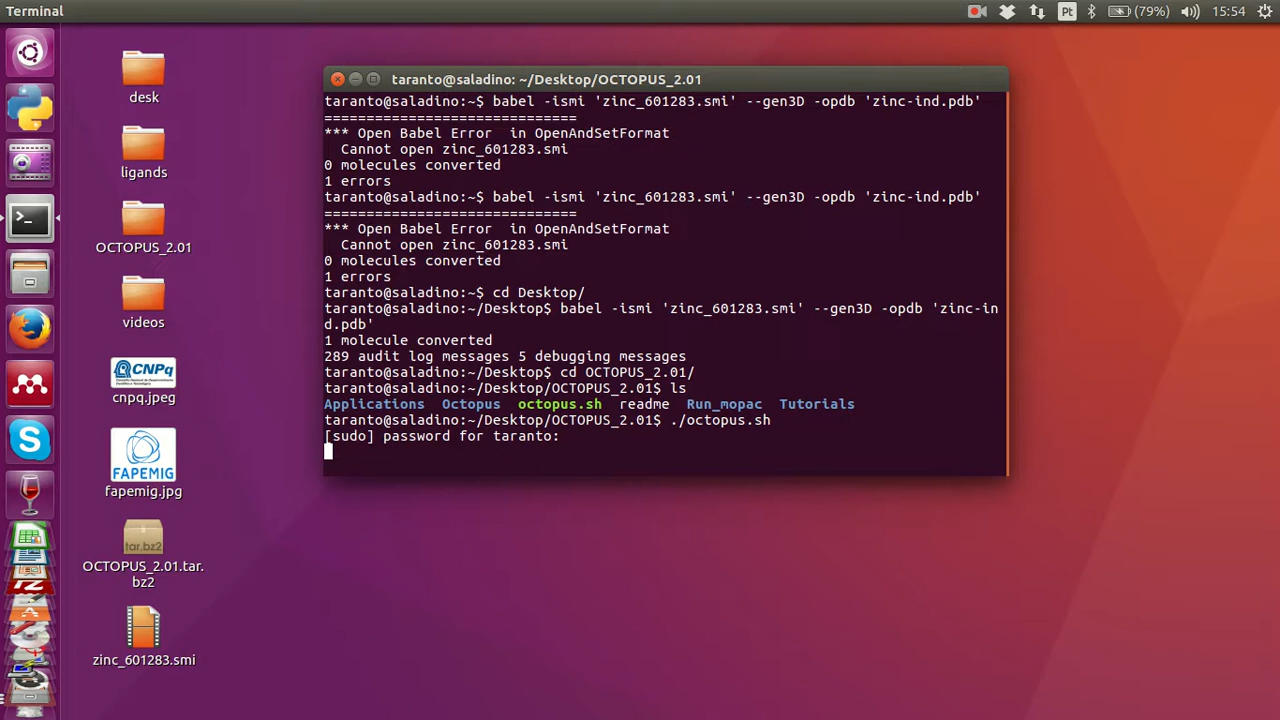 Terminal
Pt
(79%)
15:54
desk
ligands
OCTOPUS_2.01
videos
CNPq
cnpq.jpeg
FAPEMIG
fapemig.jpg
tar.bz2
OCTOPUS_2.01.tar.
bz2
zinc_601283.smi
taranto@saladino: ~/Desktop/OCTOPUS_2.01
taranto@saladino:~$ babel -ismi 'zinc_601283.smi' --gen3D -opdb 'zinc-ind.pdb'
==============================
*** Open Babel Error  in OpenAndSetFormat
  Cannot open zinc_601283.smi
0 molecules converted
1 errors
taranto@saladino:~$ babel -ismi 'zinc_601283.smi' --gen3D -opdb 'zinc-ind.pdb'
==============================
*** Open Babel Error  in OpenAndSetFormat
  Cannot open zinc_601283.smi
0 molecules converted
1 errors
taranto@saladino:~$ cd Desktop/
taranto@saladino:~/Desktop$ babel -ismi 'zinc_601283.smi' --gen3D -opdb 'zinc-in
d.pdb'
1 molecule converted
289 audit log messages 5 debugging messages
taranto@saladino:~/Desktop$ cd OCTOPUS_2.01/
taranto@saladino:~/Desktop/OCTOPUS_2.01$ ls
Applications  Octopus  octopus.sh  readme  Run_mopac  Tutorials
taranto@saladino:~/Desktop/OCTOPUS_2.01$ ./octopus.sh
[sudo] password for taranto: